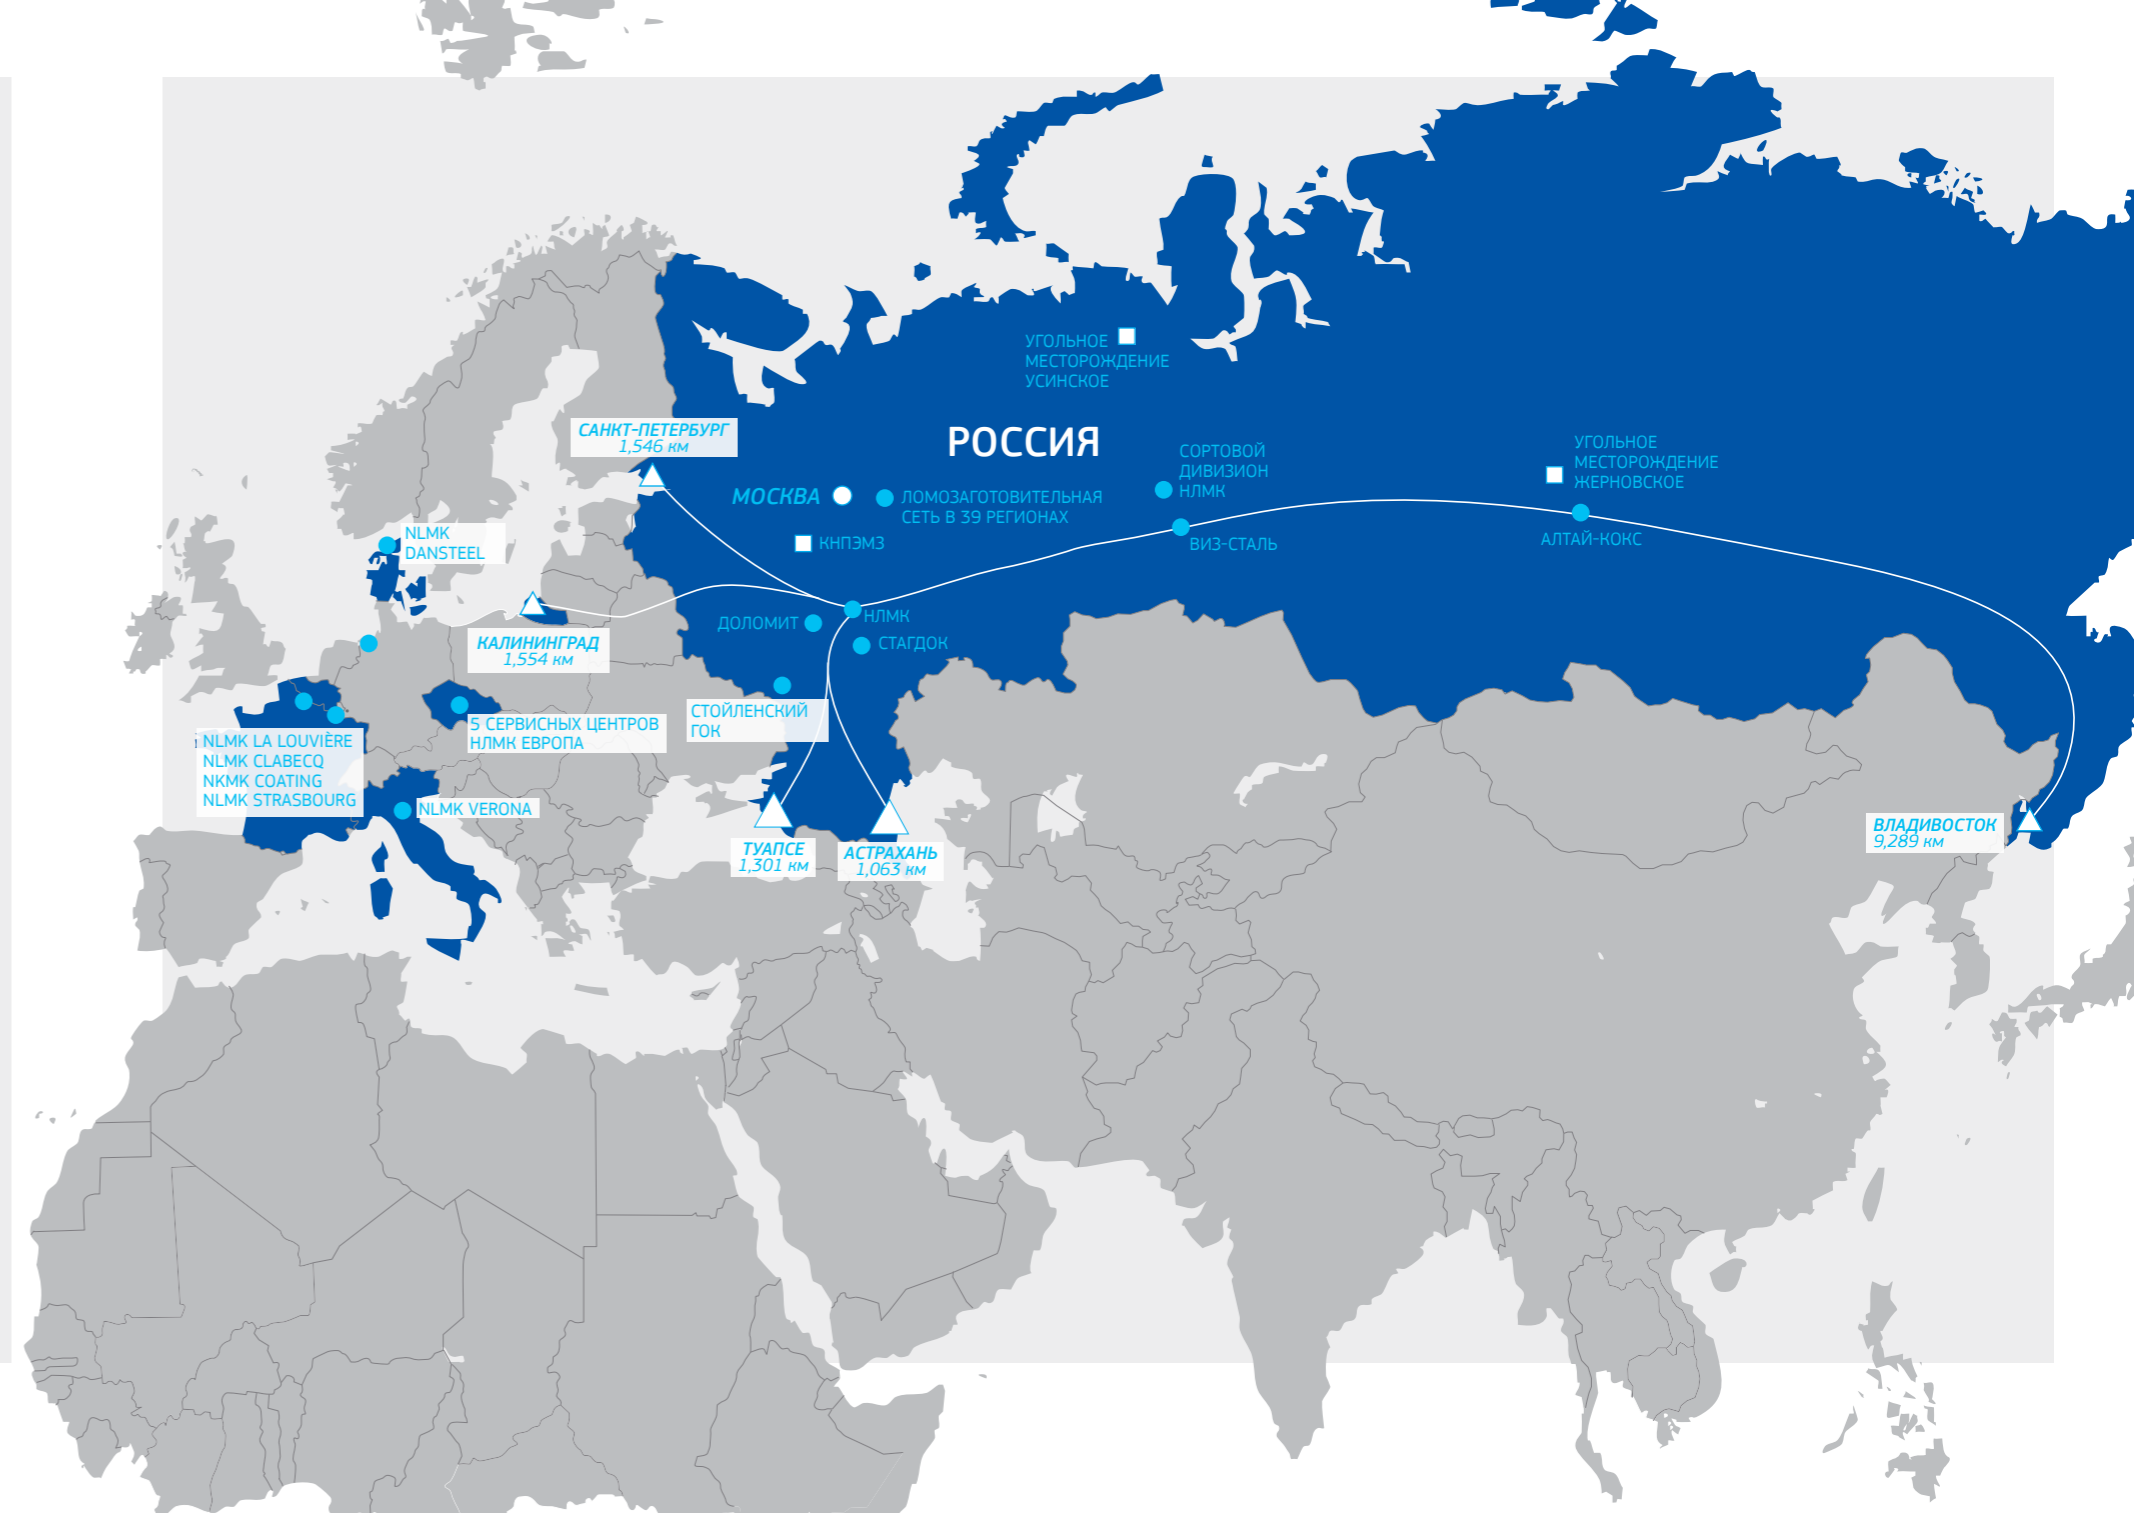 УГОЛЬНОЕ
МЕСТОРОЖДЕНИЕ
УСИНСКОЕ
РОССИЯ
САНКТ-ПЕТЕРБУРГ
1,546 км
МОСКВА
ЛОМОЗАГОТОВИТЕЛЬНАЯ
СЕТЬ В 39 РЕГИОНАХ
СОРТОВОЙ
ДИВИЗИОН
НЛМК
УГОЛЬНОЕ
МЕСТОРОЖДЕНИЕ
ЖЕРНОВСКОЕ
КНПЭМЗ
ВИЗ-СТАЛЬ
АЛТАЙ-КОКС
NLMK
DANSTEEL
НЛМК
ДОЛОМИТ
СТАГДОК
КАЛИНИНГРАД
1,554 км
СТОЙЛЕНСКИЙ
ГОК
5 СЕРВИСНЫХ ЦЕНТРОВ
НЛМК ЕВРОПА
NLMK LA LOUVIÈRE
NLMK CLABECQ
NKMK COATING
NLMK STRASBOURG
NLMK VERONA
ТУАПСЕ
1,301 км
АСТРАХАНЬ
1,063 км
ВЛАДИВОСТОК
9,289 км